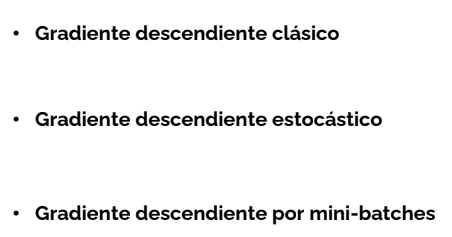 • Gradiente descendiente clásico
• Gradiente descendiente estocástico
• Gradiente descendiente por mini-batches